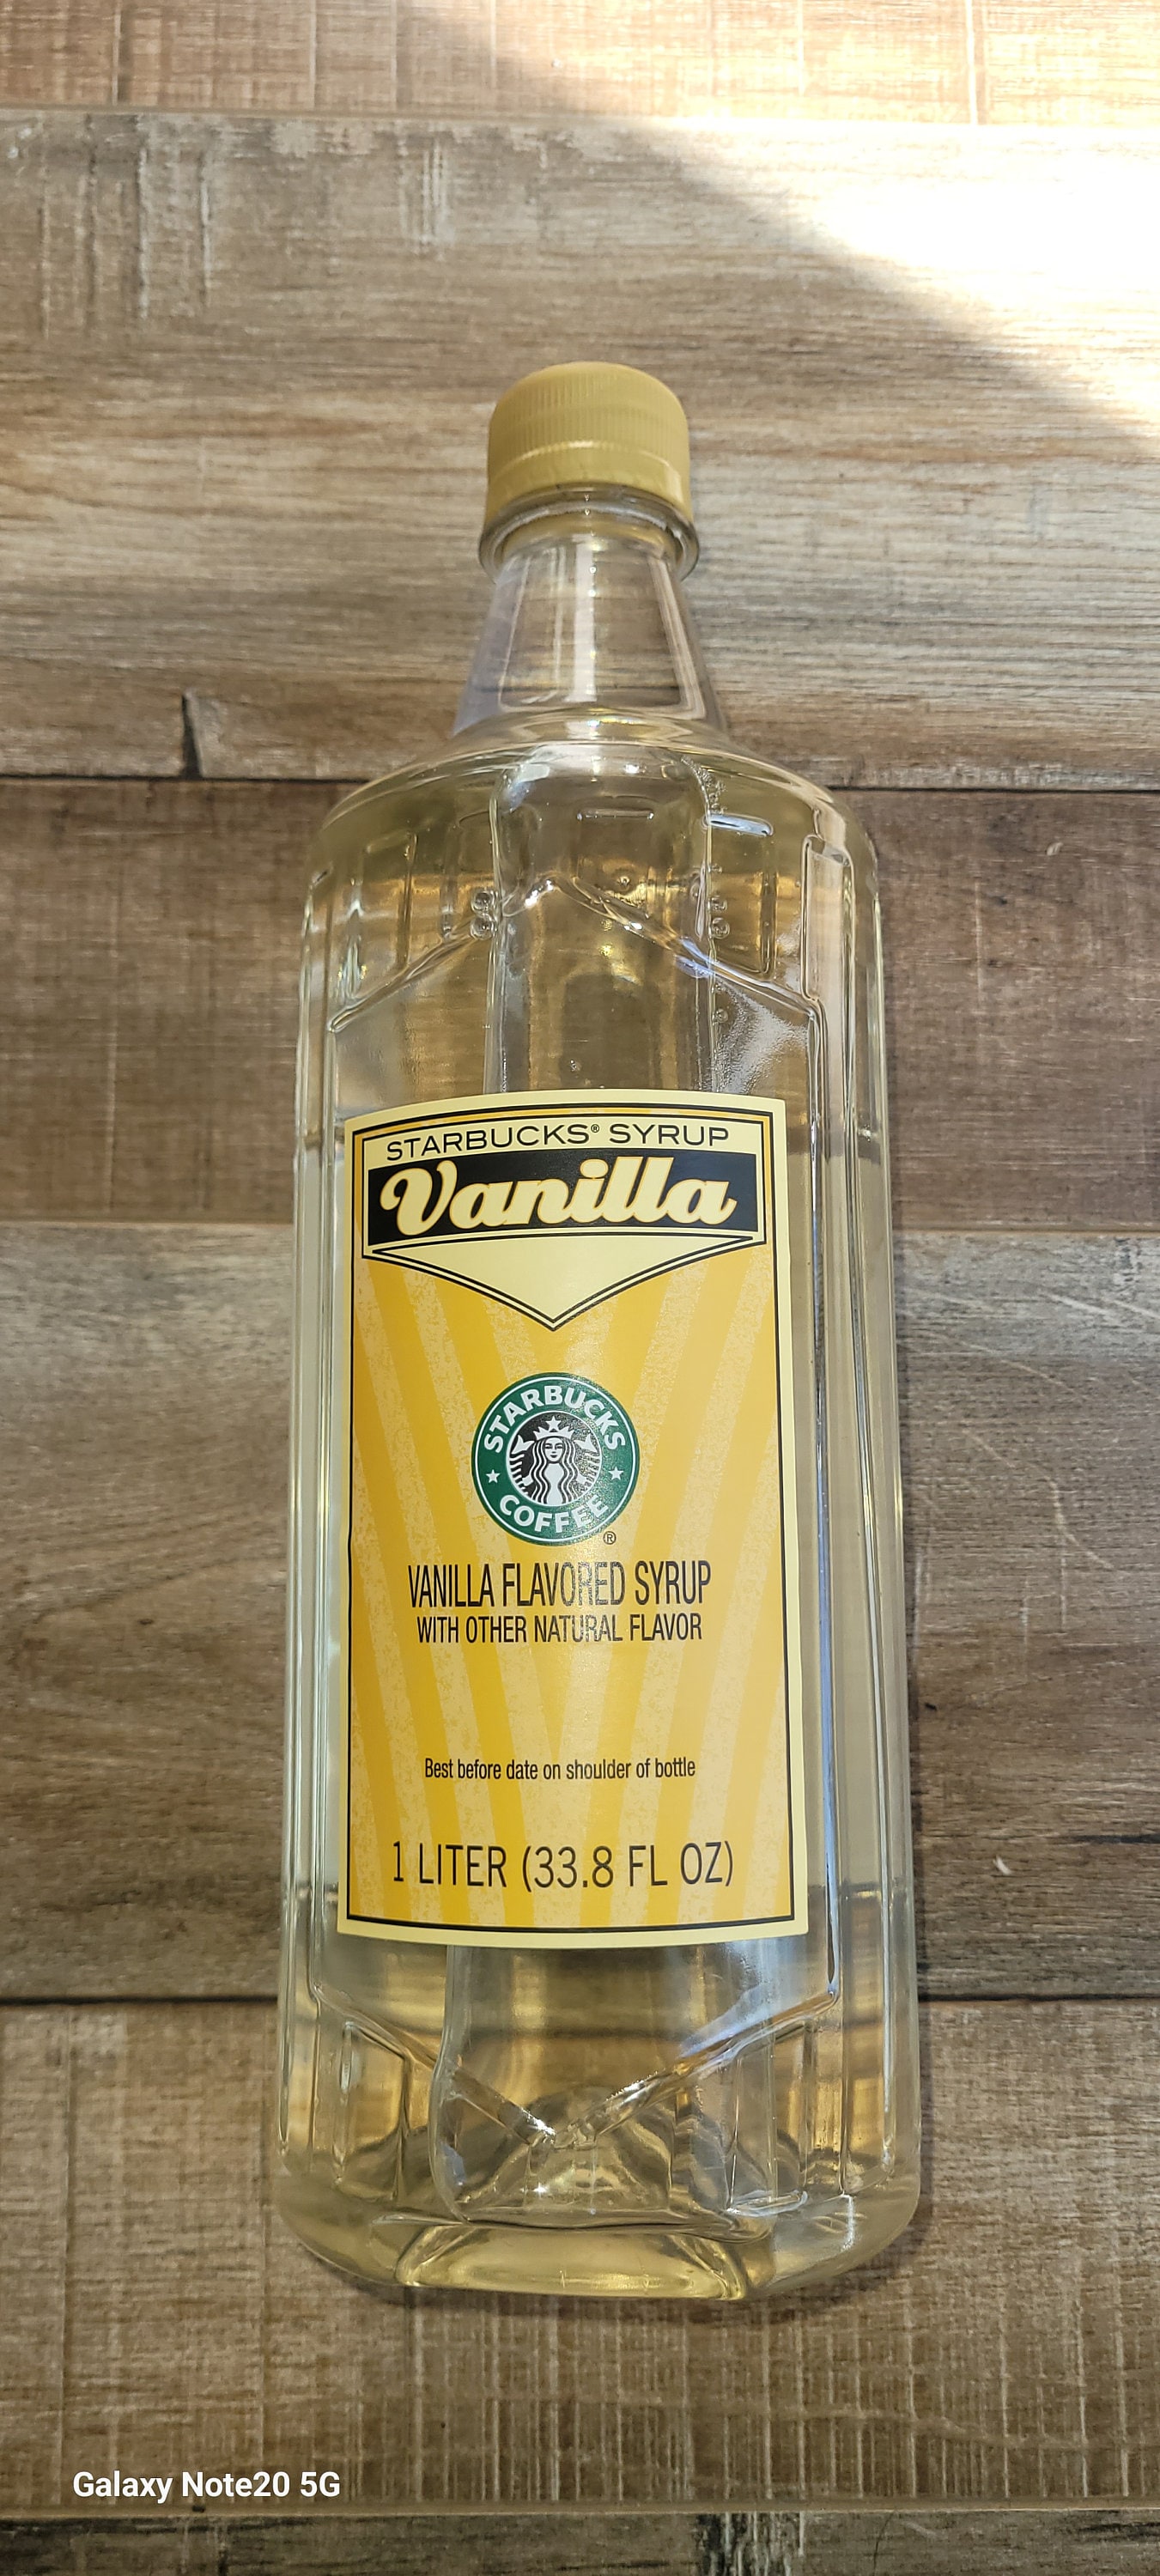 STARBUCKS® SYRUP
Vanilla
STARBUCKS
COFFEE
®
VANILLA FLAVORED SYRUP
WITH OTHER NATURAL FLAVOR
Best before date on shoulder of bottle
1 LITER (33.8 FL OZ)
Galaxy Note20 5G